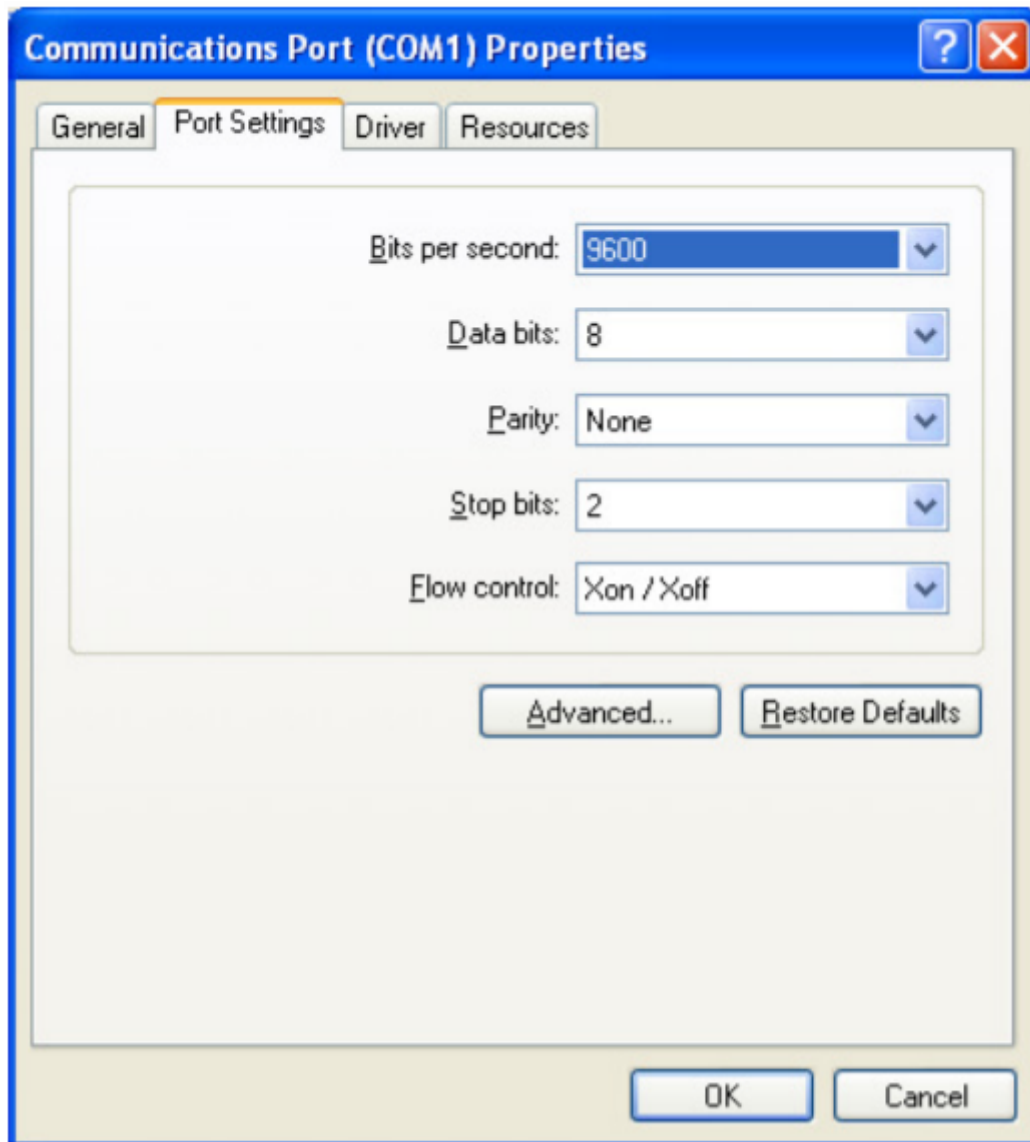 Communications Port (COM1) Properties ?
General Port Settings Driver Resources
Bits per second: 9600
Data bits: 8
Parity: None
Stop bits: 2
Flow control: Xon / Xoff
Advanced... Restore Defaults
OK Cancel